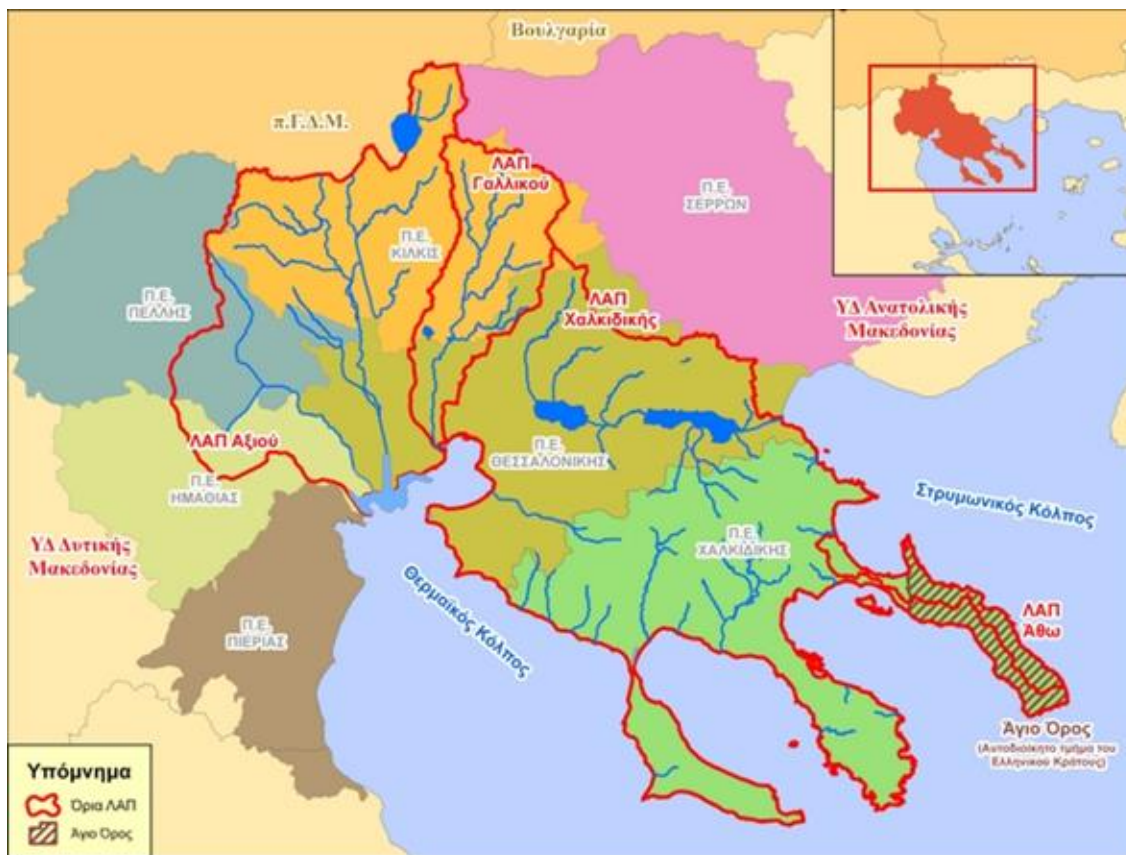 Βουλγαρία
π.Γ.Δ.Μ.
ΛΑΠ
Γαλλικού
Π.Ε.
ΣΕΡΡΩΝ
Π.Ε.
ΚΙΛΚΙΣ
Π.Ε.
ΠΕΛΛΗΣ
ΛΑΠ
Χαλκιδικής
ΥΔ Ανατολικής
Μακεδονίας
ΛΑΠ Αξιού
Π.Ε.
ΘΕΣΣΑΛΟΝΙΚΗΣ
Π.Ε.
ΗΜΑΘΙΑΣ
Στρυμωνικός Κόλπος
ΥΔ Δυτικής
Μακεδονίας
Π.Ε.
ΧΑΛΚΙΔΙΚΗΣ
Θερμαϊκός Κόλπος
Π.Ε.
ΠΙΕΡΙΑΣ
ΛΑΠ
Άθω
Άγιο Όρος
(Αυτοδιοίκητο τμήμα του
Ελληνικού Κράτους)
Υπόμνημα
Όρια ΛΑΠ
Άγιο Όρος